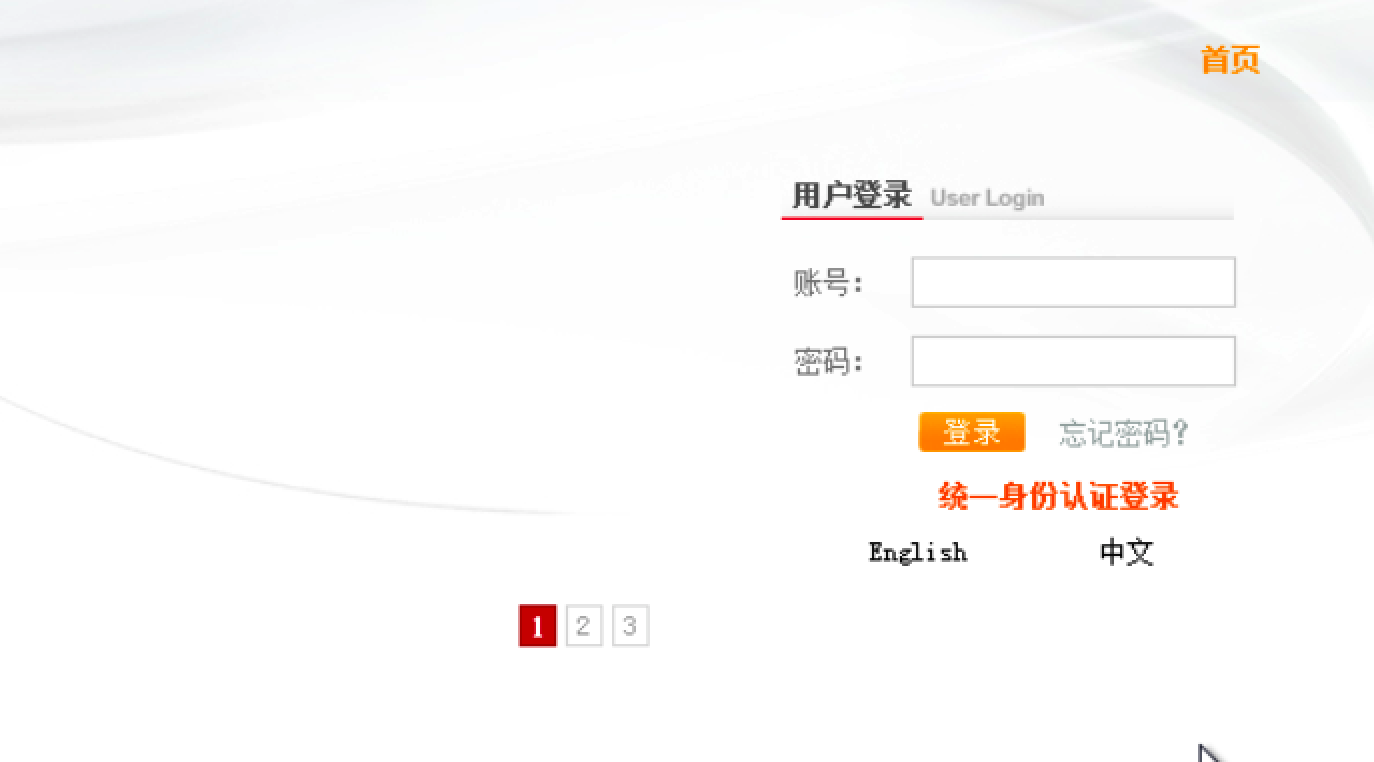 首页
用户登录 User Login
账号：
密码：
登录 忘记密码？
统一身份认证登录
English 中文
1 2 3